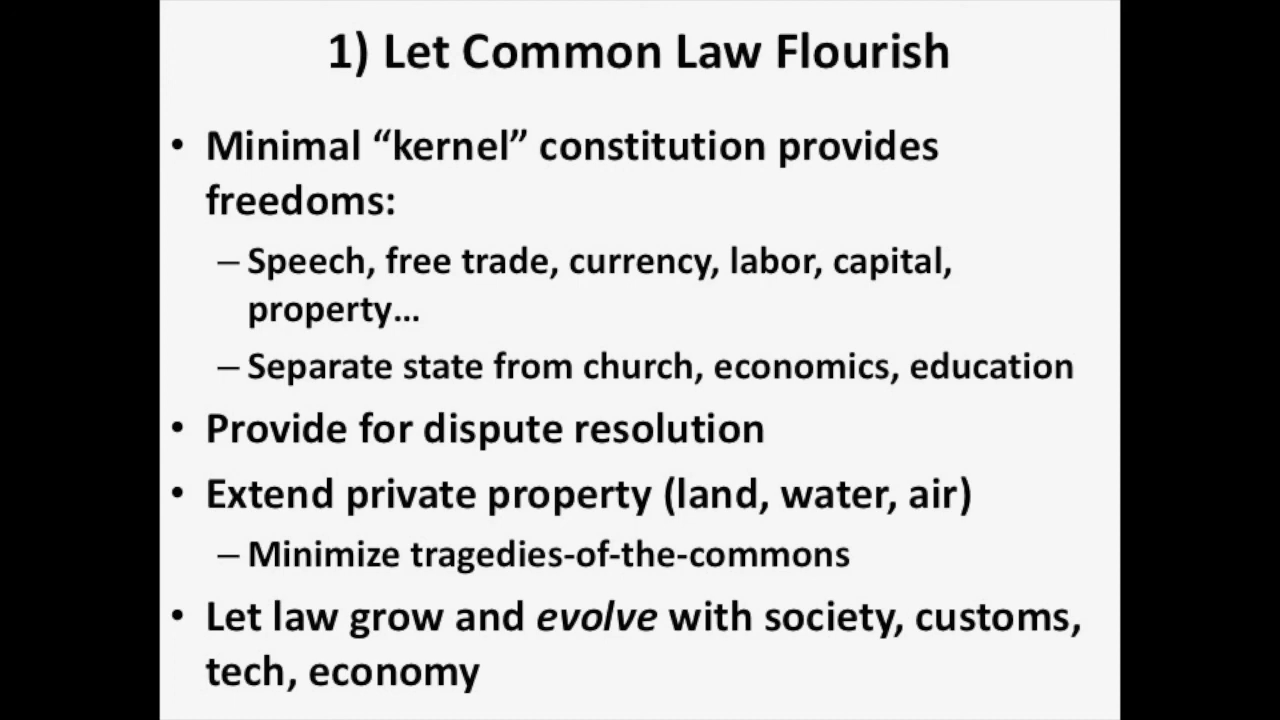 1) Let Common Law Flourish
• Minimal “kernel” constitution provides
freedoms:
– Speech, free trade, currency, labor, capital,
property…
– Separate state from church, economics, education
• Provide for dispute resolution
• Extend private property (land, water, air)
– Minimize tragedies-of-the-commons
• Let law grow and evolve with society, customs,
tech, economy